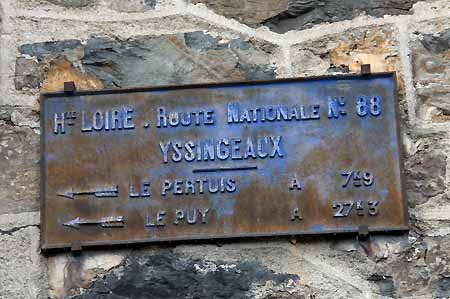 Hte LOIRE . ROUTE NATIONALE No 88
YSSINGEAUX
LE PERTUIS A 7K9
LE PUY A 27K3